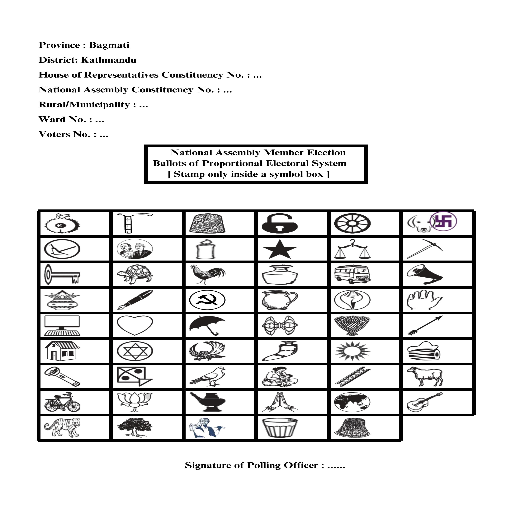 Province : Bagmati
District: Kathmandu
House of Representatives Constituency No. : ...
National Assembly Constituency No. : ...
Rural/Municipality : ...
Ward No. : ...
Voters No. : ...
National Assembly Member Election
Ballots of Proportional Electoral System
[ Stamp only inside a symbol box ]
Signature of Polling Officer : ......